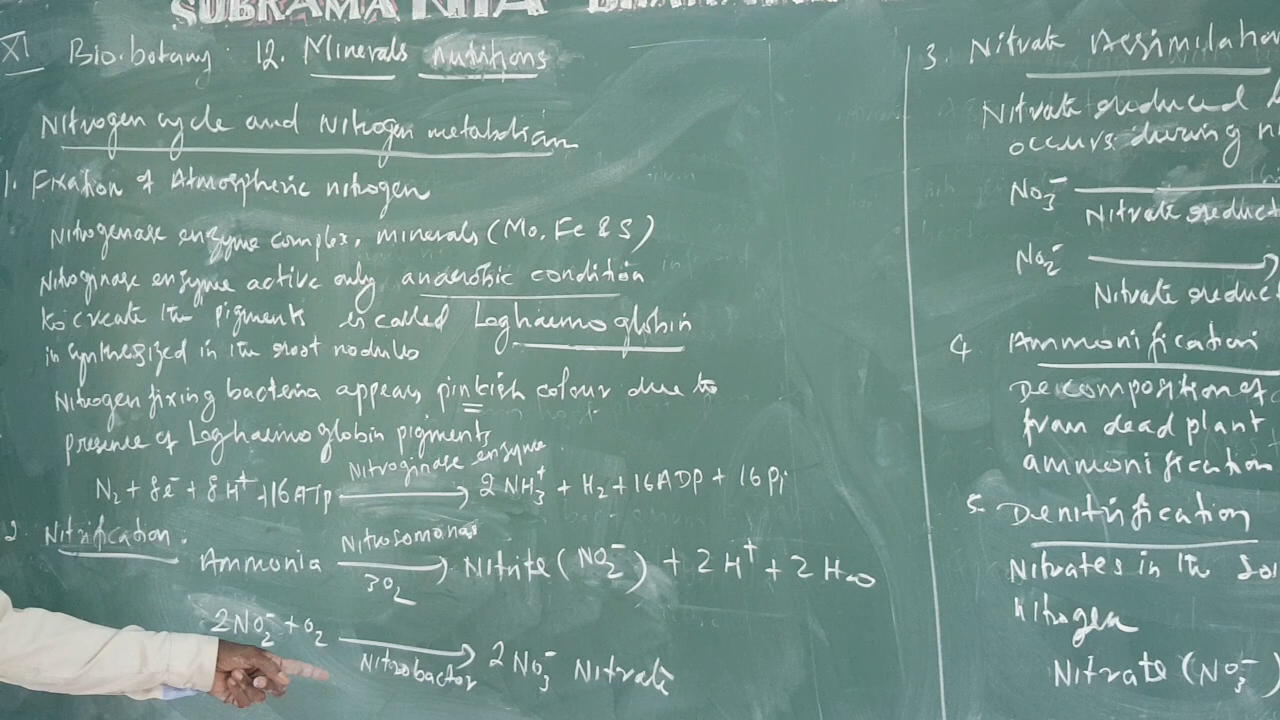 SUBRAMA
XI Bio.botany 12. Minerals nutritions
Nitrogen cycle and Nitrogen metabolism
1. Fixation of Atmospheric nitrogen
Nitrogenase enzyme complex, minerals (Mo, Fe & S)
Nitroginase enzyme active only anaerobic condition
to create the pigments is called Leghaemoglobin
in synthesized in the root nodules
Nitrogen fixing bacteria appears pinkish colour due to
presence of Leghaemoglobin pigments
Nitroginase enzyme
N₂ + 8e⁻ + 8H⁺ + 16ATP ⟶ 2NH₃⁺ + H₂ + 16ADP + 16Pi
2 Nitrification.
Nitrosomonas
Ammonia ⟶ Nitrite (NO₂⁻) + 2H⁺ + 2H₂O
3O₂
2NO₂⁻ + O₂ ⟶ 2NO₃⁻ Nitrate
Nitrobactor
3. Nitrate Assimilation
Nitrate reduced
occurs during
NO₃⁻
Nitrate reduct
NO₂⁻ ⟶
Nitrate reduct
4 Ammonification
Decomposition of
from dead plant
ammonification
5. Denitrification
Nitrates in the Soi
Nitrogen
Nitrate (NO₃⁻)